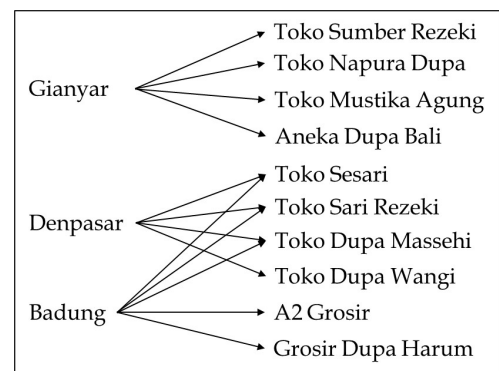 Gianyar
Toko Sumber Rezeki
Toko Napura Dupa
Toko Mustika Agung
Aneka Dupa Bali
Denpasar
Toko Sesari
Toko Sari Rezeki
Toko Dupa Massehi
Toko Dupa Wangi
Badung
A2 Grosir
Grosir Dupa Harum